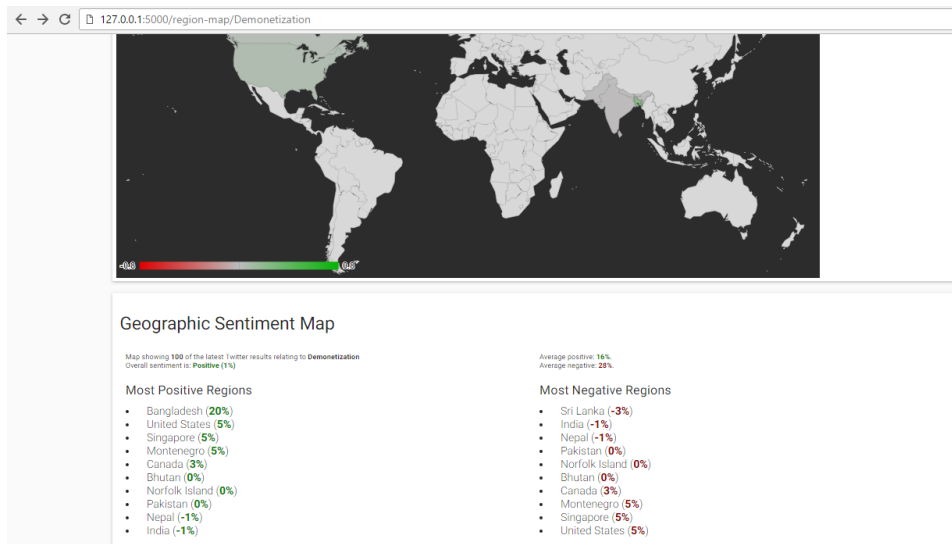 127.0.0.1:5000/region-map/Demonetization
-0.8
0.8
Geographic Sentiment Map
Map showing 100 of the latest Twitter results relating to Demonetization
Overall sentiment is: Positive (1%)
Average positive: 16%.
Average negative: 28%.
Most Positive Regions
• Bangladesh (20%)
• United States (5%)
• Singapore (5%)
• Montenegro (5%)
• Canada (3%)
• Bhutan (0%)
• Norfolk Island (0%)
• Pakistan (0%)
• Nepal (-1%)
• India (-1%)
Most Negative Regions
• Sri Lanka (-3%)
• India (-1%)
• Nepal (-1%)
• Pakistan (0%)
• Norfolk Island (0%)
• Bhutan (0%)
• Canada (3%)
• Montenegro (5%)
• Singapore (5%)
• United States (5%)